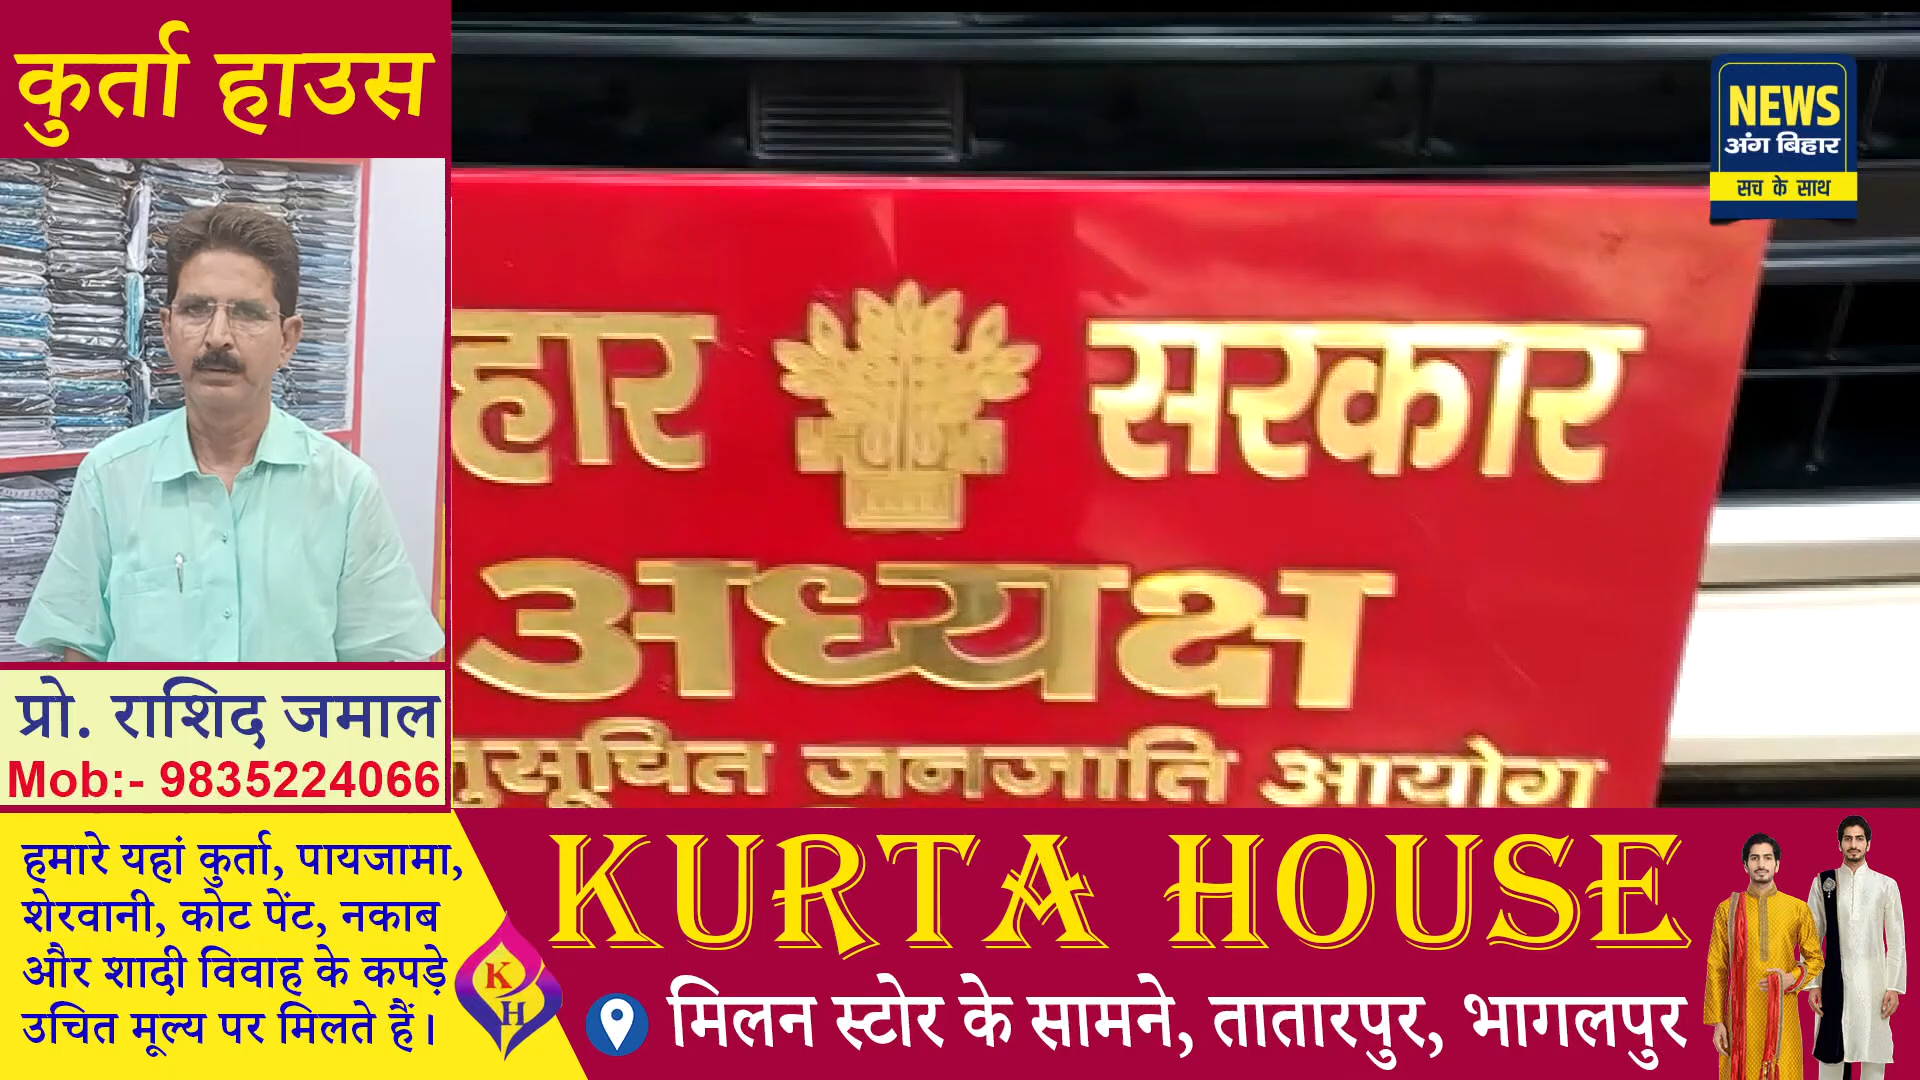 कुर्ता हाउस
NEWS
अंग बिहार
सच के साथ
हार सरकार
अध्यक्ष
नुसूचित जनजाति आयोग
प्रो. राशिद जमाल
Mob:- 9835224066
हमारे यहां कुर्ता, पायजामा,
शेरवानी, कोट पेंट, नकाब
और शादी विवाह के कपड़े
उचित मूल्य पर मिलते हैं।
KH
KURTA HOUSE
मिलन स्टोर के सामने, तातारपुर, भागलपुर